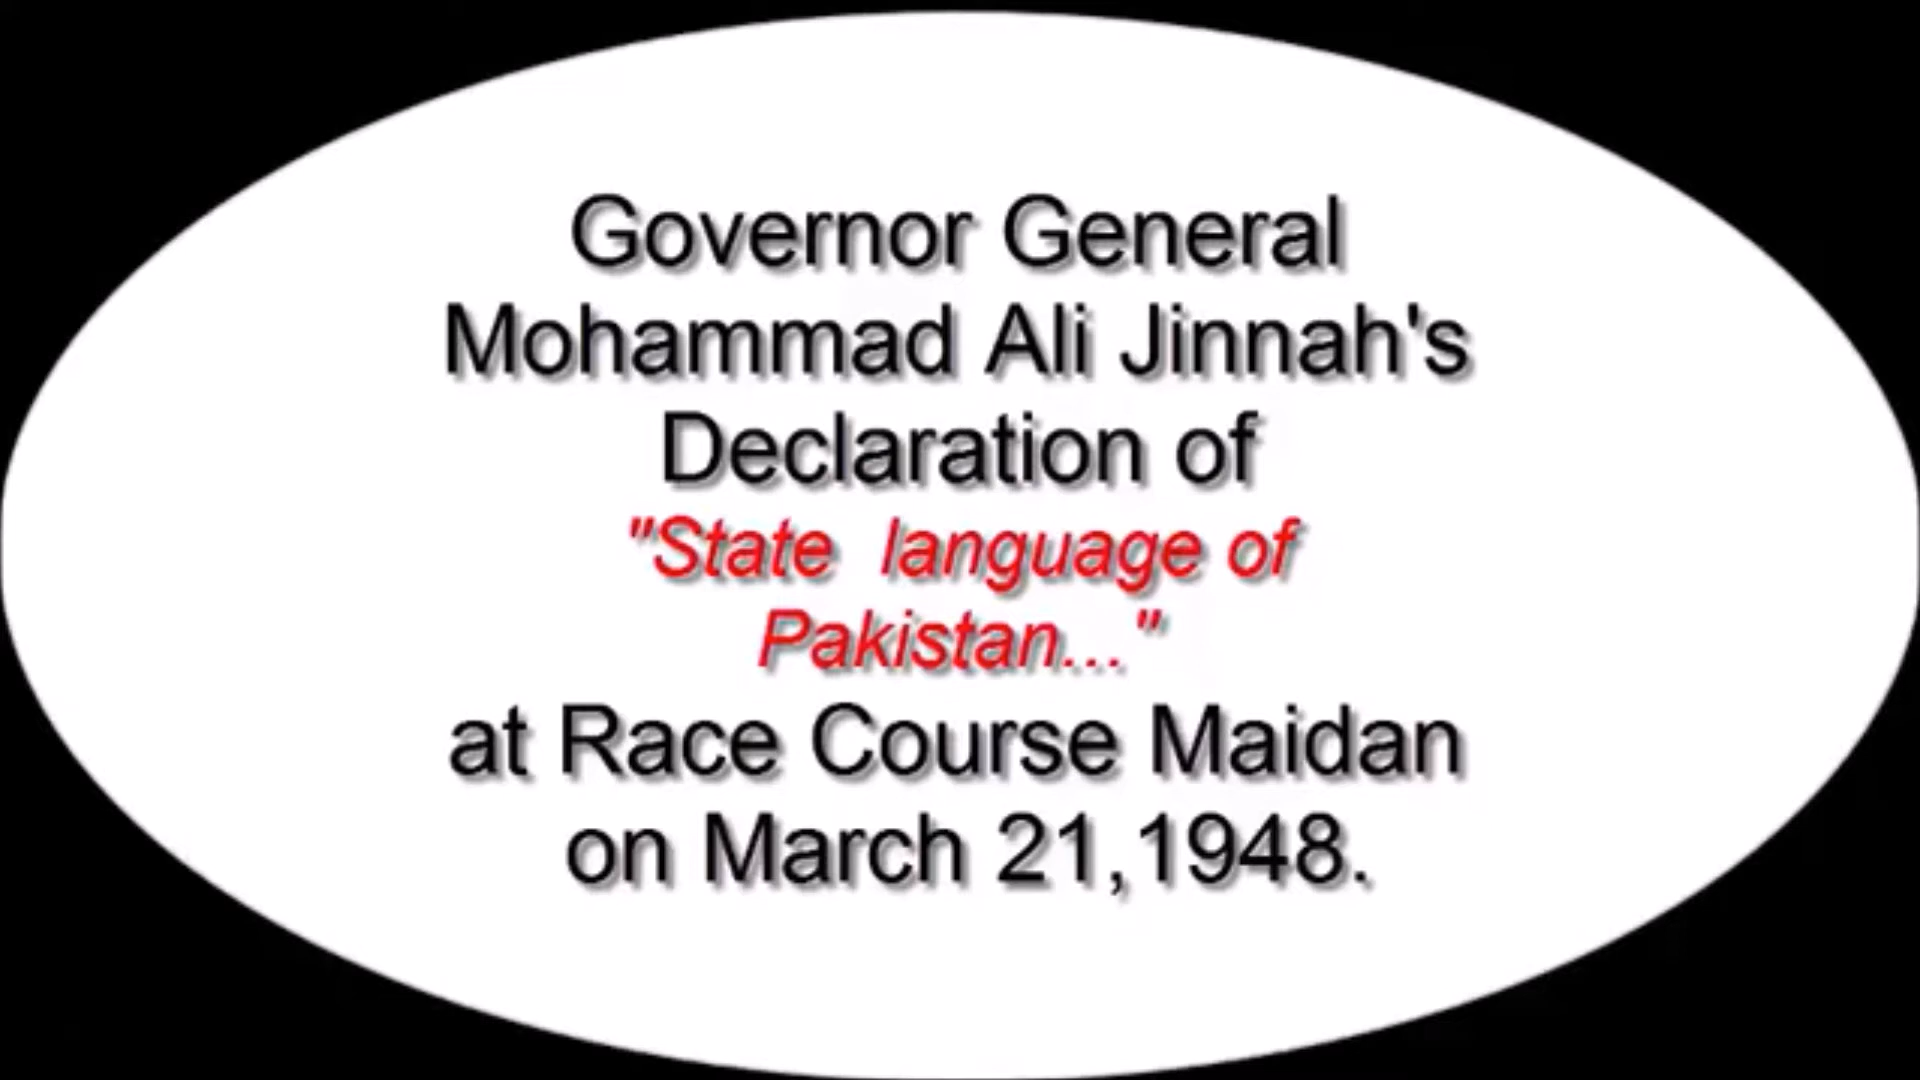 Governor General
Mohammad Ali Jinnah's
Declaration of
"State  language of
Pakistan..."
at Race Course Maidan
on March 21,1948.